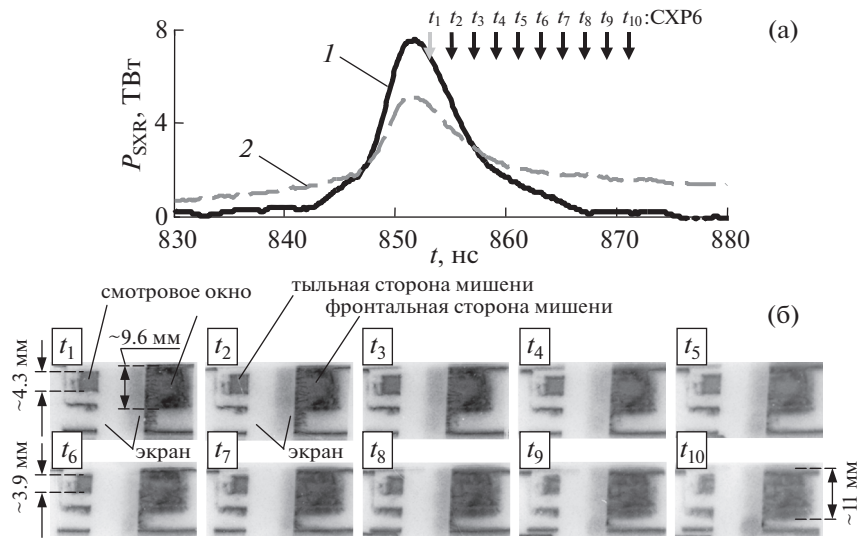 t1 t2 t3 t4 t5 t6 t7 t8 t9 t10:СХР6
(а)
8
1
P_SXR, ТВт
4
2
0
830 840 850 860 870 880
t, нс
смотровое окно
тыльная сторона мишени
фронтальная сторона мишени
(б)
t1 ~9.6 мм t2 t3 t4 t5
~4.3 мм
экран экран
t6 t7 t8 t9 t10
~3.9 мм
~11 мм